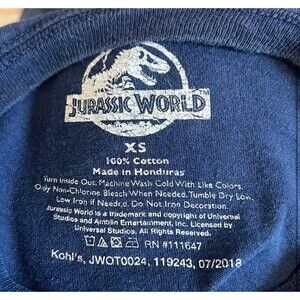 JURASSIC WORLD
XS
100% Cotton
Made in Honduras
Turn Inside Out. Machine Wash Cold With Like Colors.
Only Non-Chlorine Bleach When Needed. Tumble Dry Low.
Low Iron if Needed. Do Not Iron Decoration.
Jurassic World is a trademark and copyright of Universal
Studios and Amblin Entertainment, Inc. Licensed by
Universal Studios. All Rights Reserved.
RN #111647
Kohl's, JWOT0024, 119243, 07/2018